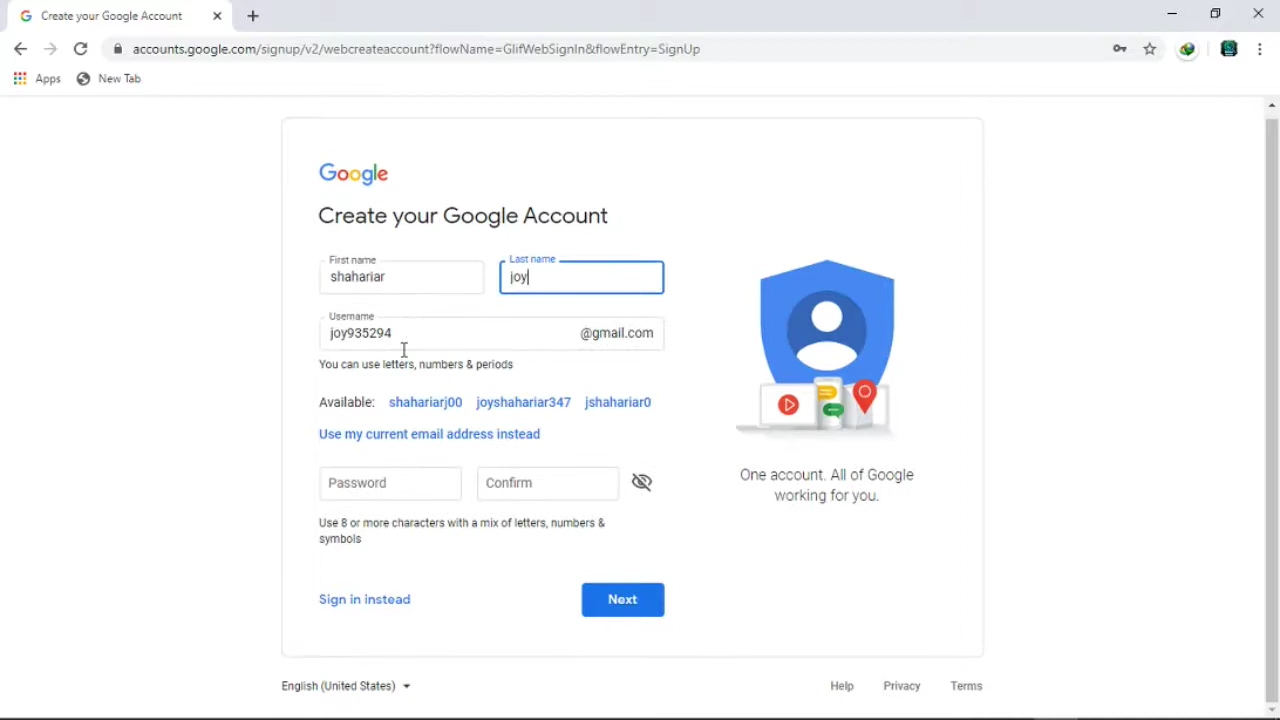 Create your Google Account
accounts.google.com/signup/v2/webcreateaccount?flowName=GlifWebSignIn&flowEntry=SignUp
Apps New Tab
Google
Create your Google Account
First name Last name
shahariar joy
Username
joy935294 @gmail.com
You can use letters, numbers & periods
Available: shahariarj00 joyshahariar347 jshahariar0
Use my current email address instead
Password Confirm
Use 8 or more characters with a mix of letters, numbers &
symbols
Sign in instead Next
One account. All of Google
working for you.
English (United States) Help Privacy Terms